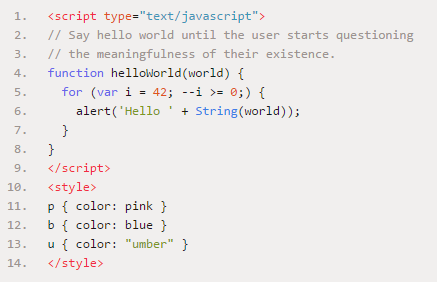 1. <script type="text/javascript">
2. // Say hello world until the user starts questioning
3. // the meaningfulness of their existence.
4. function helloWorld(world) {
5.   for (var i = 42; --i >= 0;) {
6.     alert('Hello ' + String(world));
7.   }
8. }
9. </script>
10. <style>
11. p { color: pink }
12. b { color: blue }
13. u { color: "umber" }
14. </style>